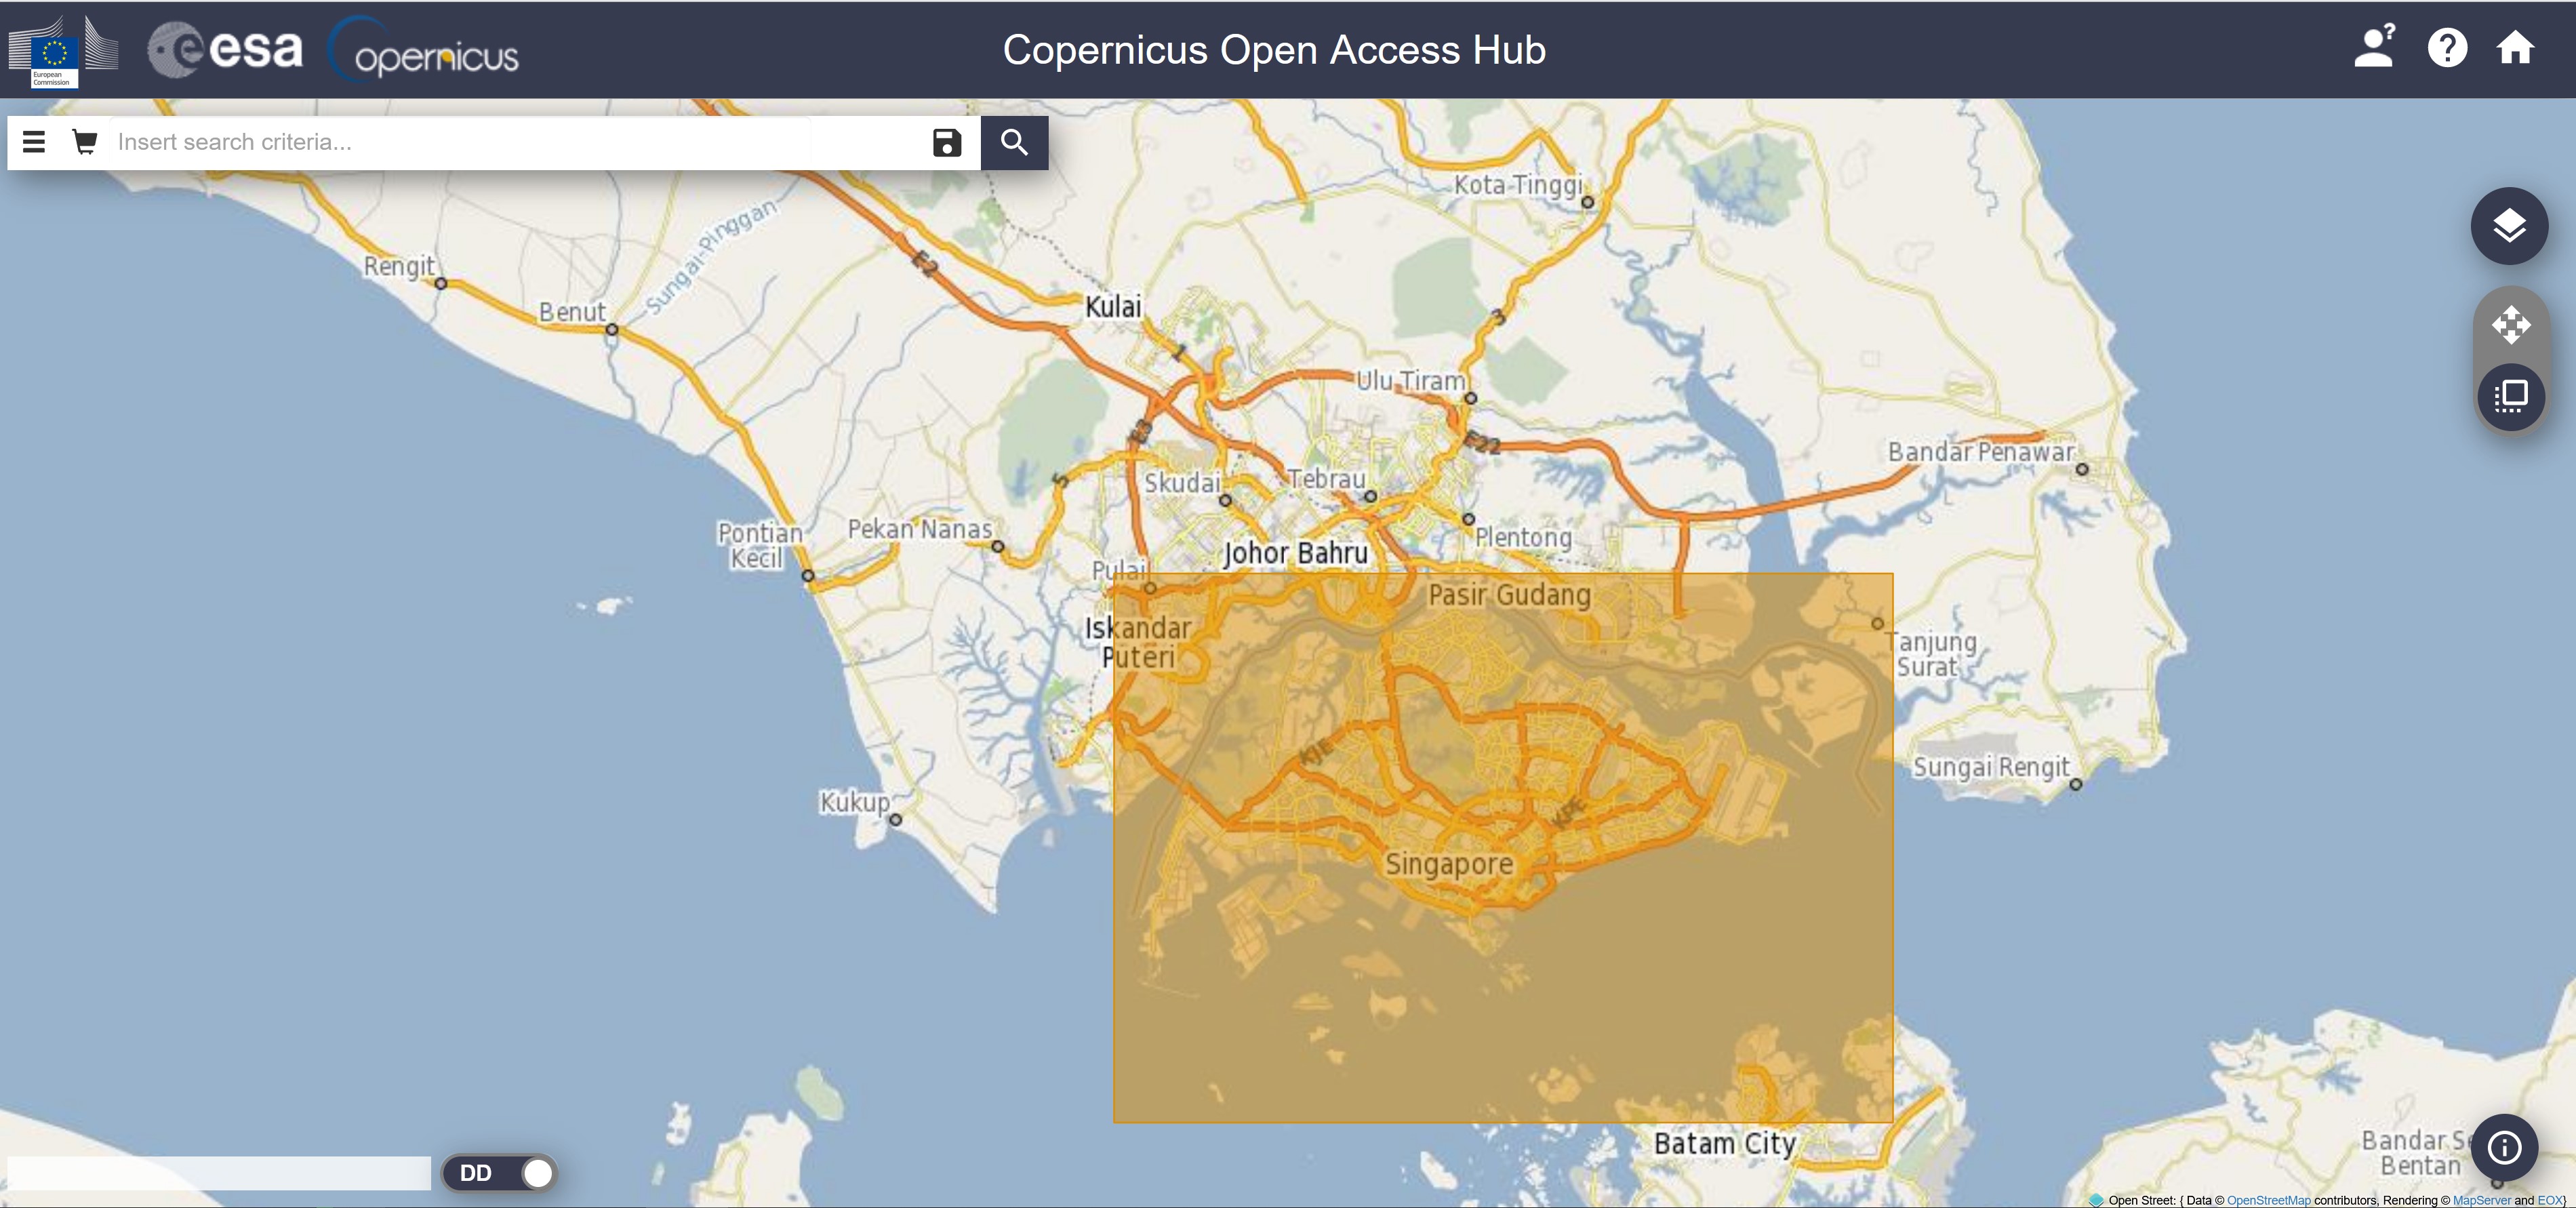 European
Commission
esa
opernicus
Copernicus Open Access Hub
?
?
Insert search criteria...
Kota Tinggi
Sungai-Pinggan
E2
Rengit
Benut
Kulai
3
1
Ulu Tiram
E3
E22
Bandar Penawar
5
Skudai
Tebrau
Pontian
Kecil
Pekan Nanas
Plentong
Johor Bahru
Pulai
Pasir Gudang
Iskandar
Puteri
Tanjung
Surat
KJE
Sungai Rengit
Kukup
KPE
Singapore
Batam City
Bandar Se
Bentan
DD
Open Street: { Data © OpenStreetMap contributors, Rendering © MapServer and EOX}